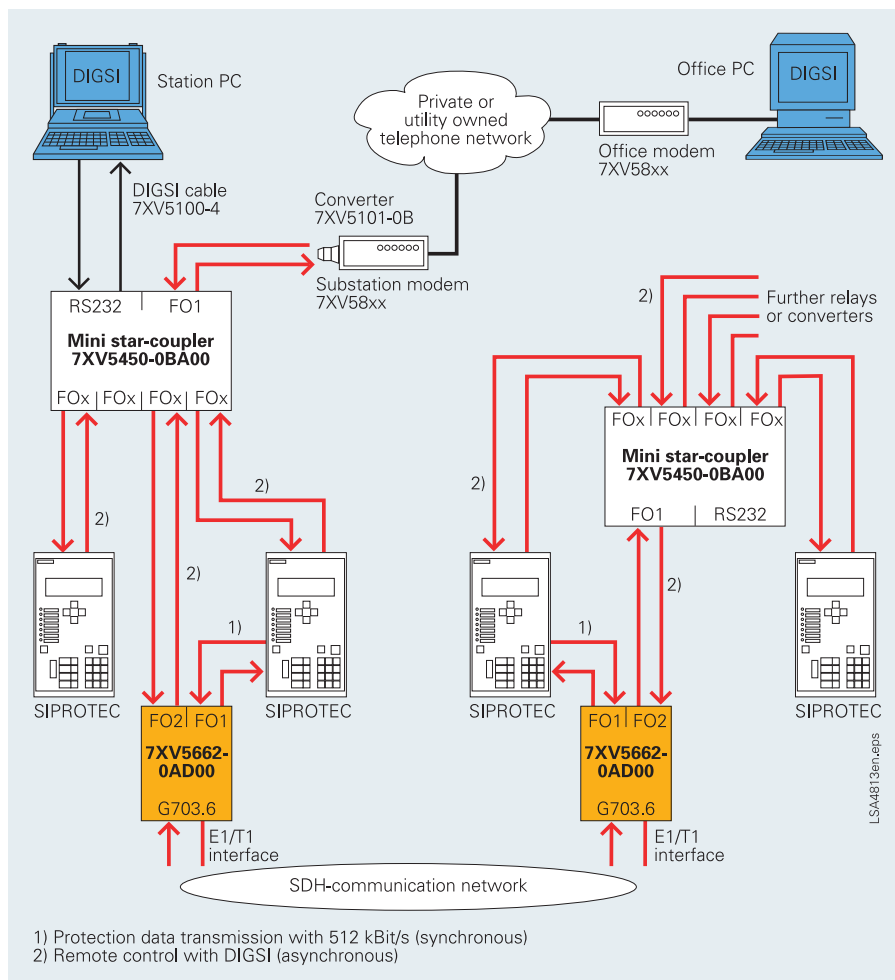 DIGSI
Station PC
Office PC
DIGSI
Private or
utility owned
telephone network
Office modem
7XV58xx
DIGSI cable
7XV5100-4
Converter
7XV5101-0B
Substation modem
7XV58xx
RS232
FO1
Mini star-coupler
7XV5450-0BA00
FOx
FOx
FOx
FOx
2)
Further relays
or converters
FOx
FOx
FOx
FOx
Mini star-coupler
7XV5450-0BA00
FO1
RS232
2)
2)
2)
2)
2)
1)
1)
SIPROTEC
SIPROTEC
SIPROTEC
SIPROTEC
FO2
FO1
7XV5662-
0AD00
G703.6
FO1
FO2
7XV5662-
0AD00
G703.6
E1/T1
interface
E1/T1
interface
SDH-communication network
LSA4813en.eps
1) Protection data transmission with 512 kBit/s (synchronous)
2) Remote control with DIGSI (asynchronous)